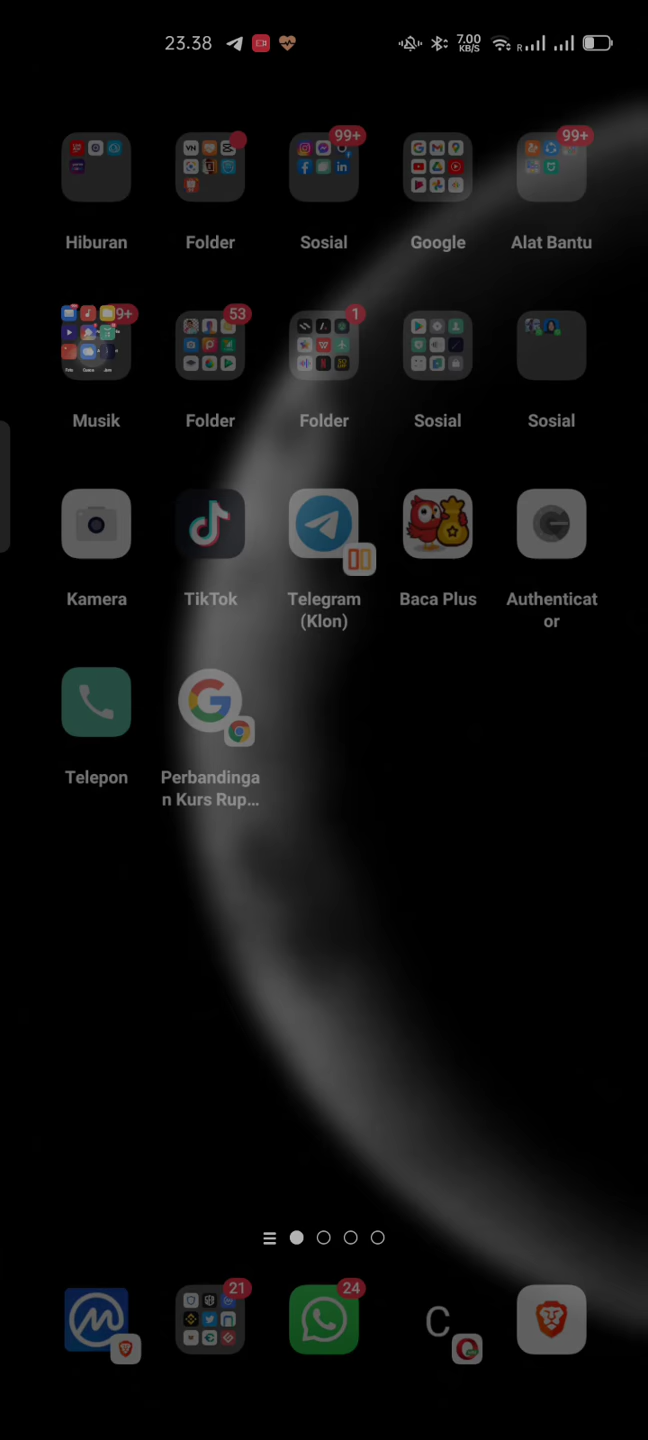 23.38
7.00
KB/S
R
99+
99+
Hiburan
Folder
Sosial
Google
Alat Bantu
9+
53
1
Musik
Folder
Folder
Sosial
Sosial
Kamera
TikTok
Telegram
(Klon)
Baca Plus
Authenticat
or
Telepon
Perbandinga
n Kurs Rup...
21
24
C